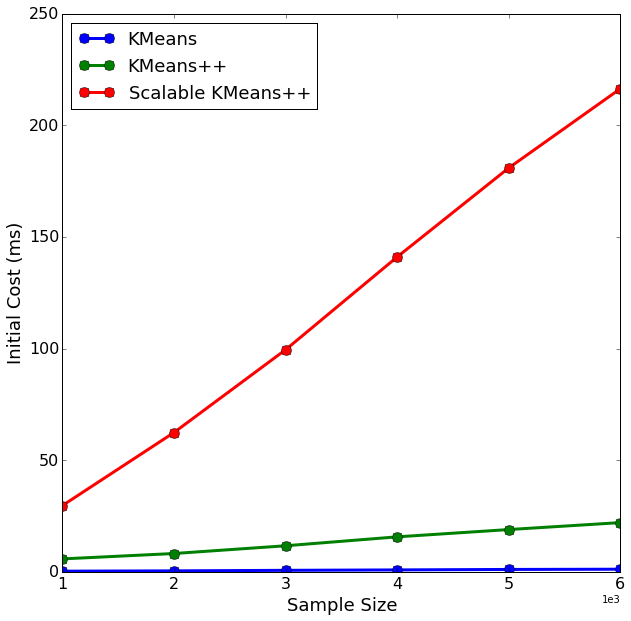 250
200
150
100
50
0
Initial Cost (ms)
KMeans
KMeans++
Scalable KMeans++
1 2 3 4 5 6
1e3
Sample Size